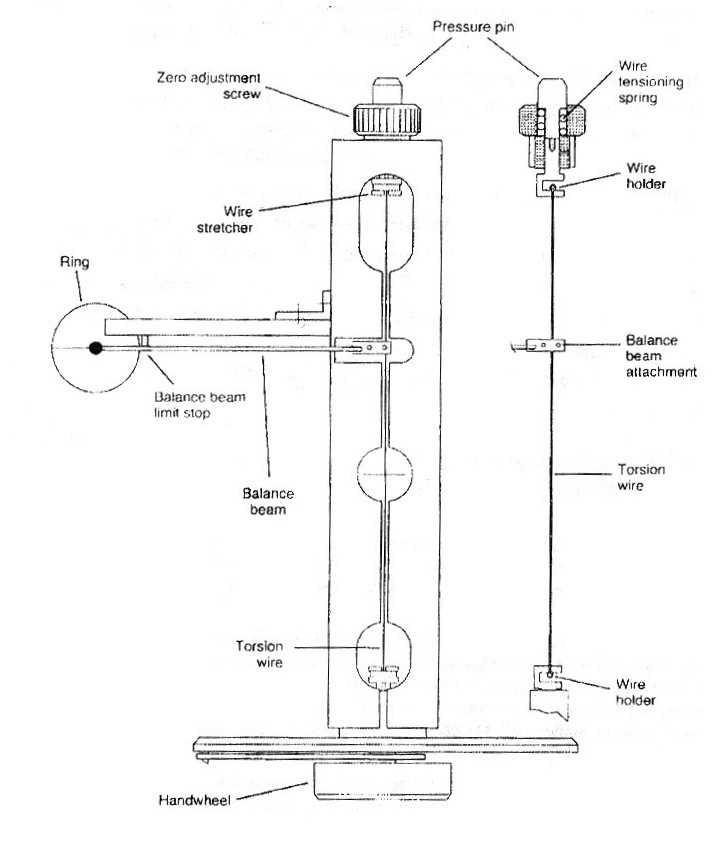 Pressure pin
Zero adjustment
screw
Wire
tensioning
spring
Wire
holder
Wire
stretcher
Ring
Balance
beam
attachment
Balance beam
limit stop
Balance
beam
Torsion
wire
Torsion
wire
Wire
holder
Handwheel